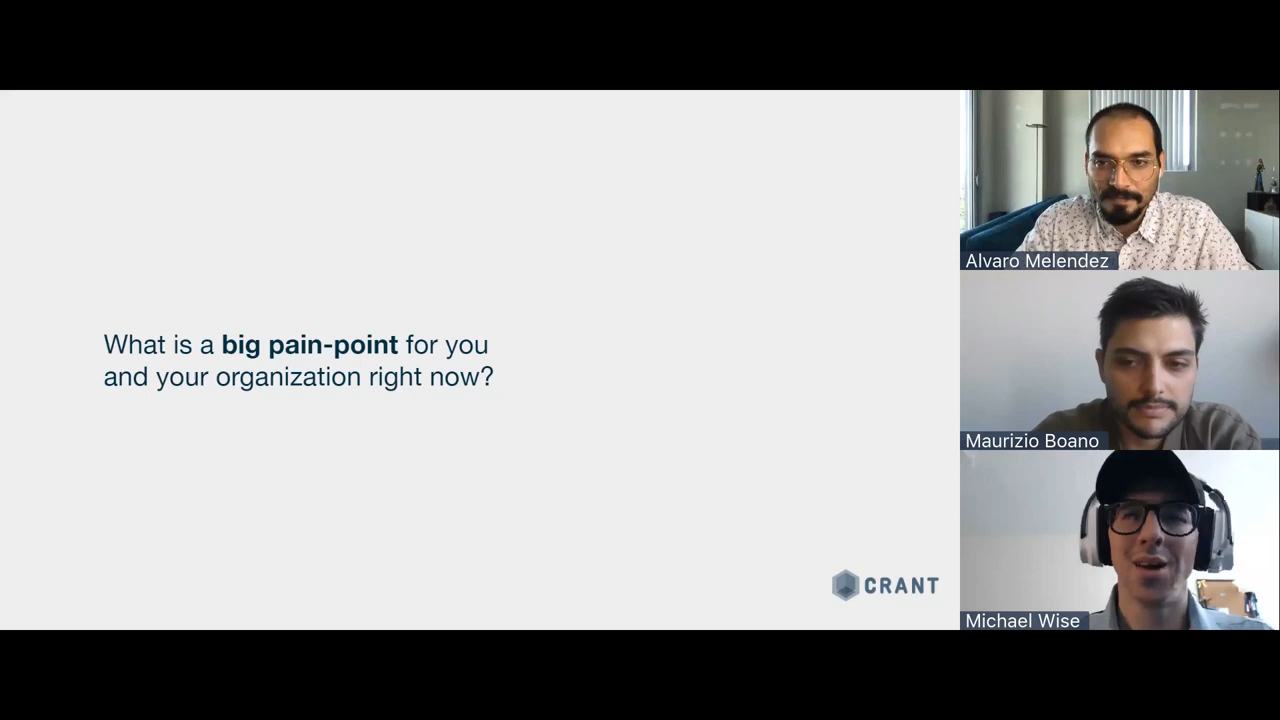 What is a big pain-point for you
and your organization right now?
CRANT
Alvaro Melendez
Maurizio Boano
Michael Wise